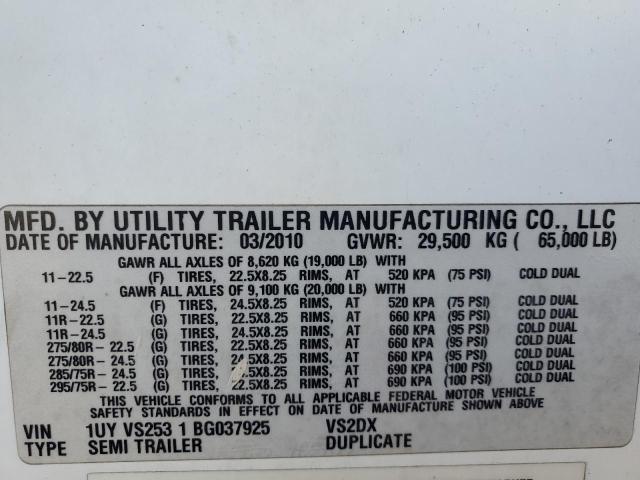 MFD. BY UTILITY TRAILER MANUFACTURING CO., LLC
DATE OF MANUFACTURE: 03/2010 GVWR: 29,500 KG ( 65,000 LB)
GAWR ALL AXLES OF 8,620 KG (19,000 LB) WITH
11-22.5 (F) TIRES, 22.5X8.25 RIMS, AT 520 KPA (75 PSI) COLD DUAL
GAWR ALL AXLES OF 9,100 KG (20,000 LB) WITH
11-24.5 (F) TIRES, 24.5X8.25 RIMS, AT 520 KPA (75 PSI) COLD DUAL
11R-22.5 (G) TIRES, 22.5X8.25 RIMS, AT 660 KPA (95 PSI) COLD DUAL
11R-24.5 (G) TIRES, 24.5X8.25 RIMS, AT 660 KPA (95 PSI) COLD DUAL
275/80R-22.5 (G) TIRES, 22.5X8.25 RIMS, AT 660 KPA (95 PSI) COLD DUAL
275/80R-24.5 (G) TIRES, 24.5X8.25 RIMS, AT 660 KPA (95 PSI) COLD DUAL
285/75R-24.5 (G) TIRES, 24.5X8.25 RIMS, AT 690 KPA (100 PSI) COLD DUAL
295/75R-22.5 (G) TIRES, 22.5X8.25 RIMS, AT 690 KPA (100 PSI) COLD DUAL
THIS VEHICLE CONFORMS TO ALL APPLICABLE FEDERAL MOTOR VEHICLE
SAFETY STANDARDS IN EFFECT ON DATE OF MANUFACTURE SHOWN ABOVE
VIN 1UY VS253 1 BG037925 VS2DX
TYPE SEMI TRAILER DUPLICATE